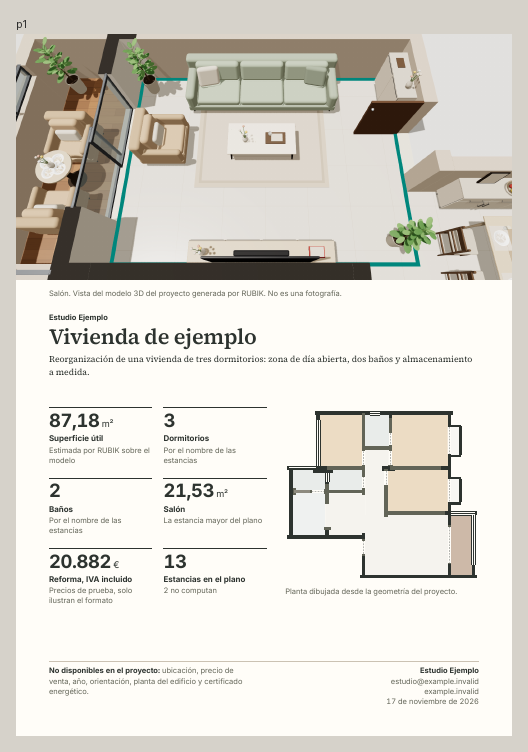 p1
Salón. Vista del modelo 3D del proyecto generada por RUBIK. No es una fotografía.
Estudio Ejemplo
Vivienda de ejemplo
Reorganización de una vivienda de tres dormitorios: zona de día abierta, dos baños y almacenamiento
a medida.
87,18 m²
Superficie útil
Estimada por RUBIK sobre el
modelo
3
Dormitorios
Por el nombre de las
estancias
2
Baños
Por el nombre de las
estancias
21,53 m²
Salón
La estancia mayor del plano
20.882 €
Reforma, IVA incluido
Precios de prueba, solo
ilustran el formato
13
Estancias en el plano
2 no computan
Planta dibujada desde la geometría del proyecto.
No disponibles en el proyecto: ubicación, precio de
venta, año, orientación, planta del edificio y certificado
energético.
Estudio Ejemplo
estudio@example.invalid
example.invalid
17 de noviembre de 2026